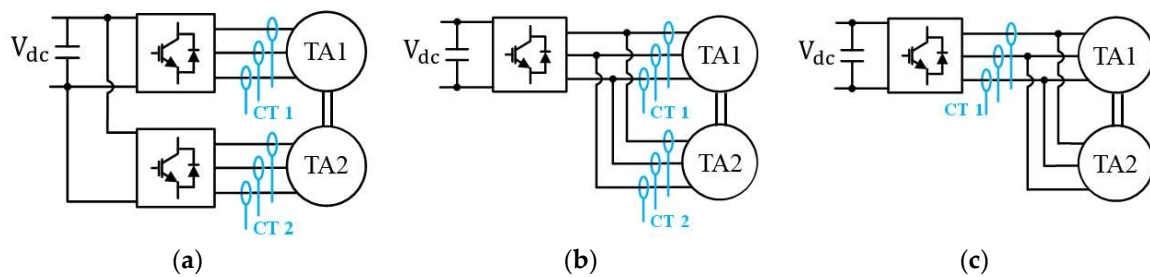 V_dc TA1 CT 1 TA2 CT 2
V_dc TA1 CT 1 TA2 CT 2
V_dc TA1 CT 1 TA2
(a) (b) (c)